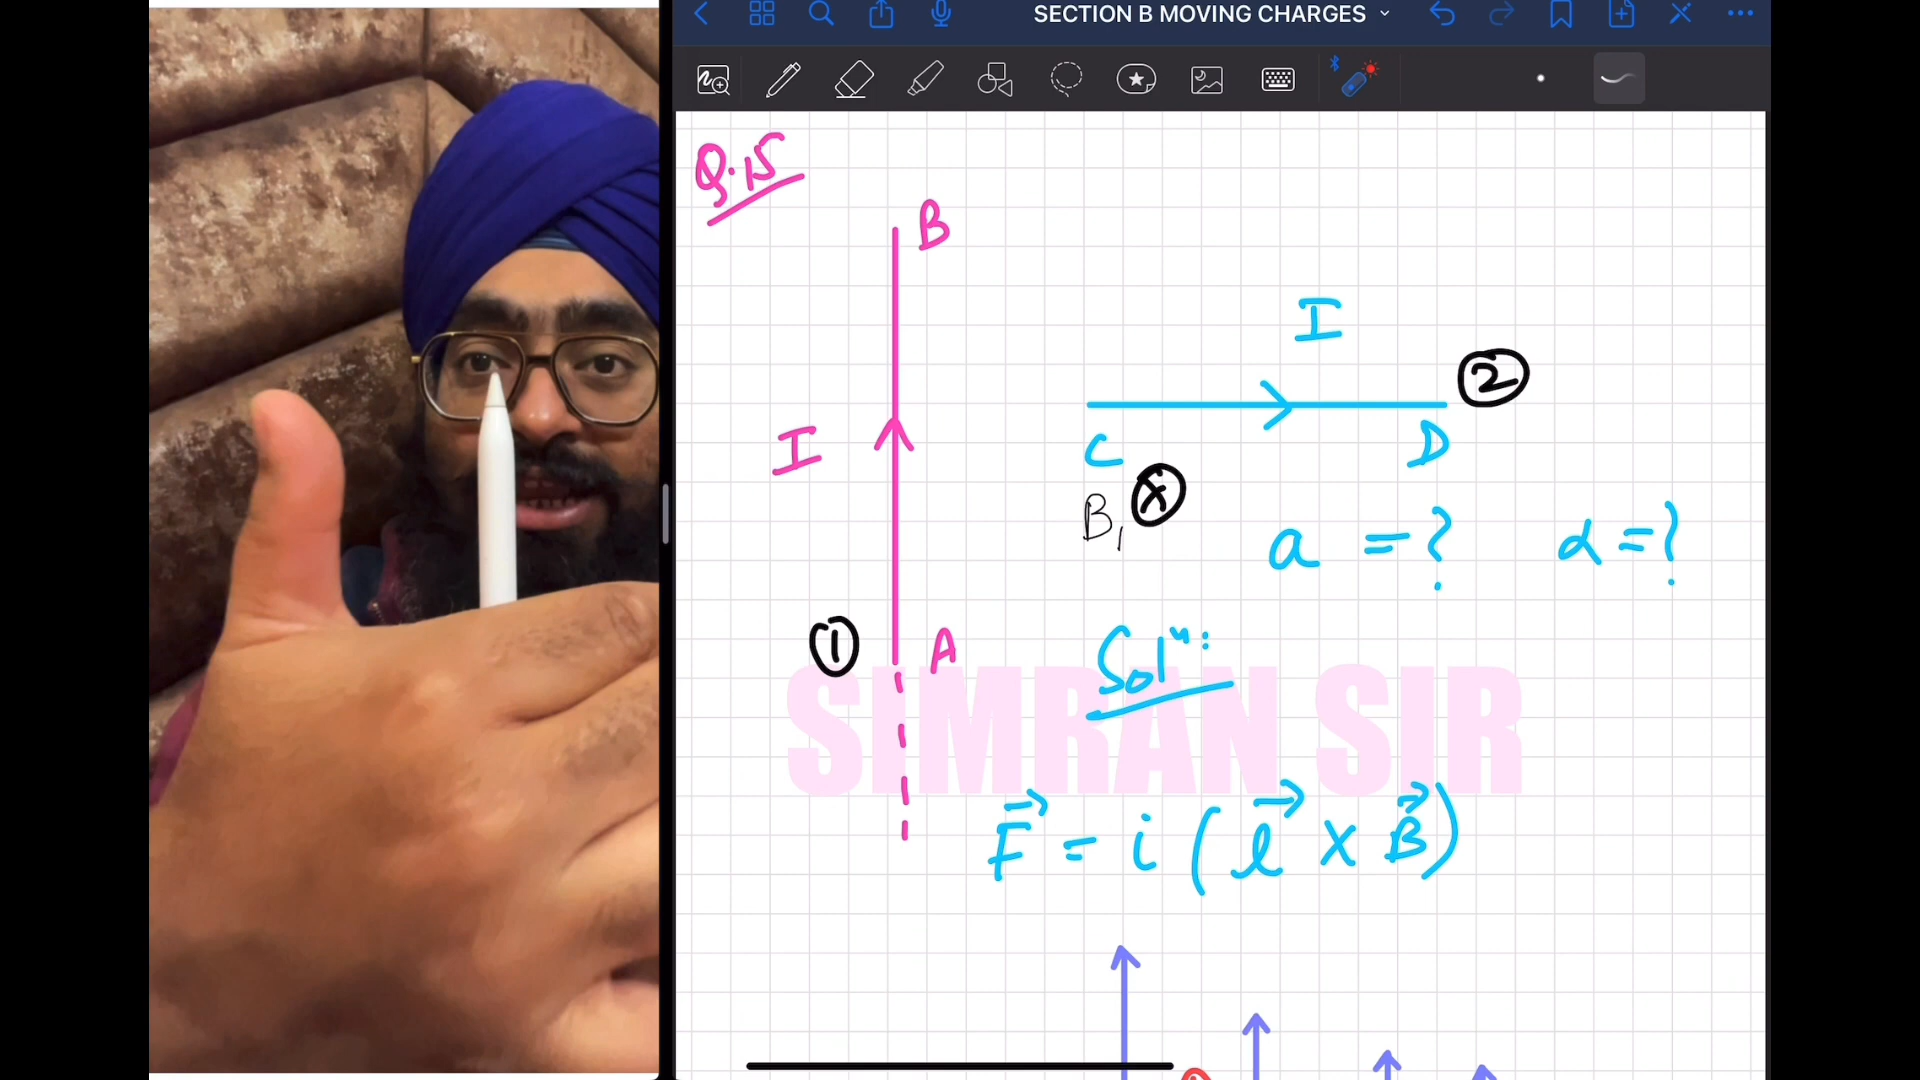 SECTION B MOVING CHARGES
Q.15
B
I
I
2
C
D
B₁ X
a = ?
α = ?
1
A
Solⁿ:
SIMRAN SIR
F⃗ = i ( l⃗ × B⃗ )